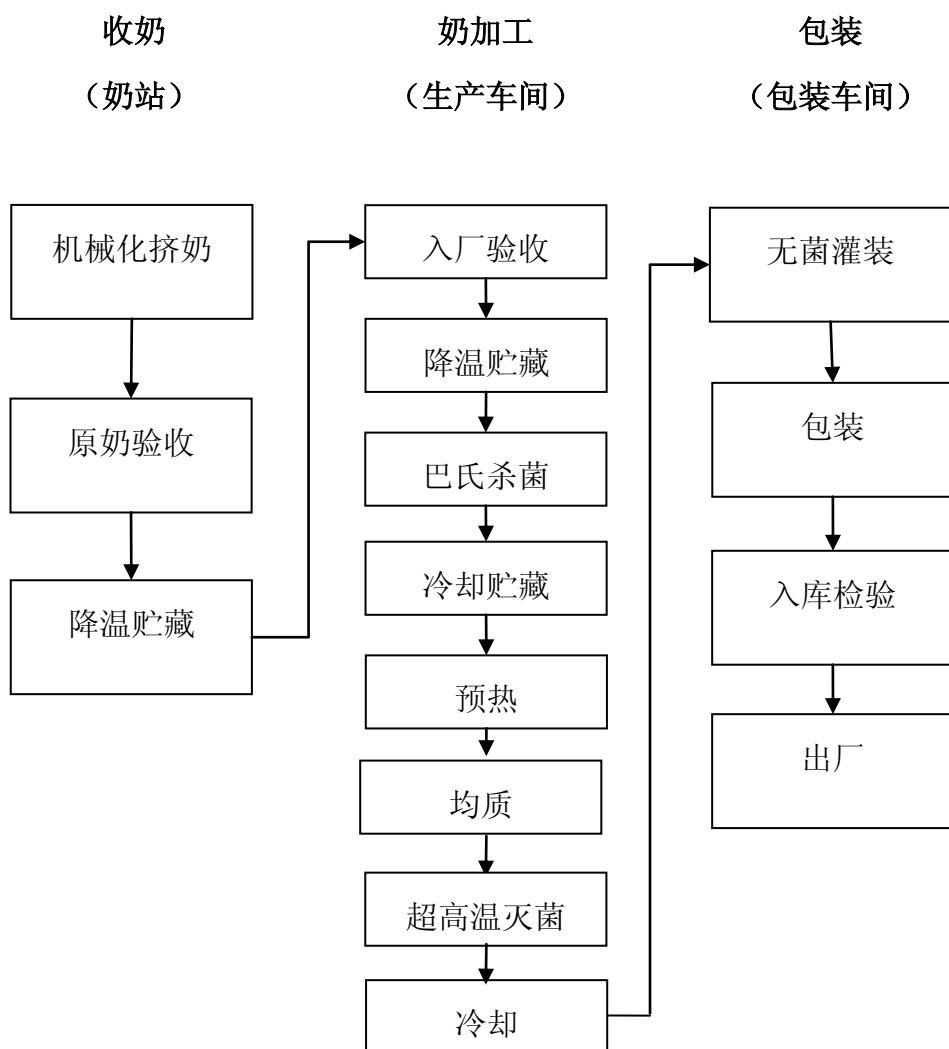 收奶
（奶站）
机械化挤奶
原奶验收
降温贮藏
奶加工
（生产车间）
入厂验收
降温贮藏
巴氏杀菌
冷却贮藏
预热
均质
超高温灭菌
冷却
包装
（包装车间）
无菌灌装
包装
入库检验
出厂